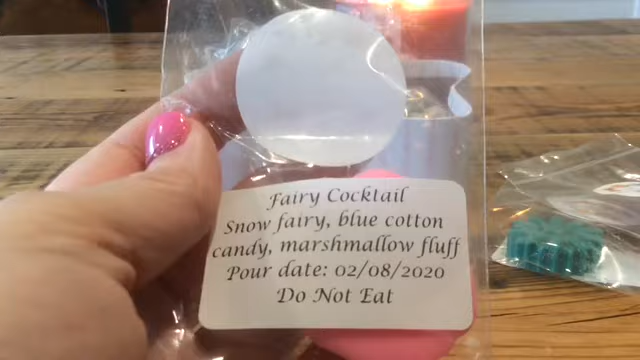 Fairy Cocktail
Snow fairy, blue cotton
candy, marshmallow fluff
Pour date: 02/08/2020
Do Not Eat